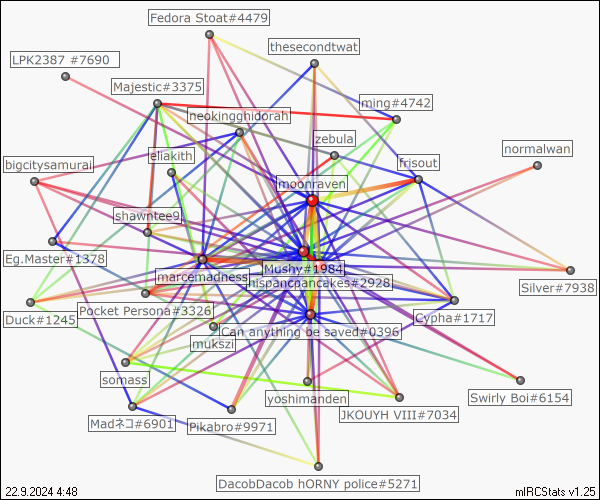 Fedora Stoat#4479
thesecondtwat
LPK2387 #7690
Majestic#3375
ming#4742
neokingghidorah
zebula
normalwan
eliakith
bigcitysamurai
frisout
moonraven
shawntee9
Eg.Master#1378
Mushy#1984
marcemadness
hispancpancakes#2928
Silver#7938
Pocket Persona#3326
Duck#1245
Cypha#1717
Can anything be saved#0396
mukszi
somass
yoshimanden
Swirly Boi#6154
JKOUYH VIII#7034
Madネコ#6901
Pikabro#9971
DacobDacob hORNY police#5271
22.9.2024 4:48
mIRCStats v1.25